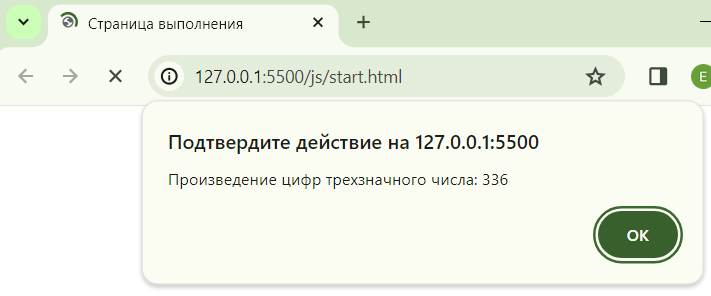 Страница выполнения
127.0.0.1:5500/js/start.html
E
Подтвердите действие на 127.0.0.1:5500
Произведение цифр трехзначного числа: 336
ОК